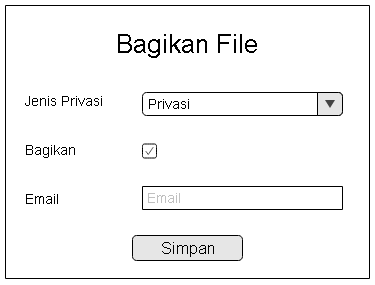 Bagikan File
Jenis Privasi
Privasi
Bagikan
Email
Email
Simpan